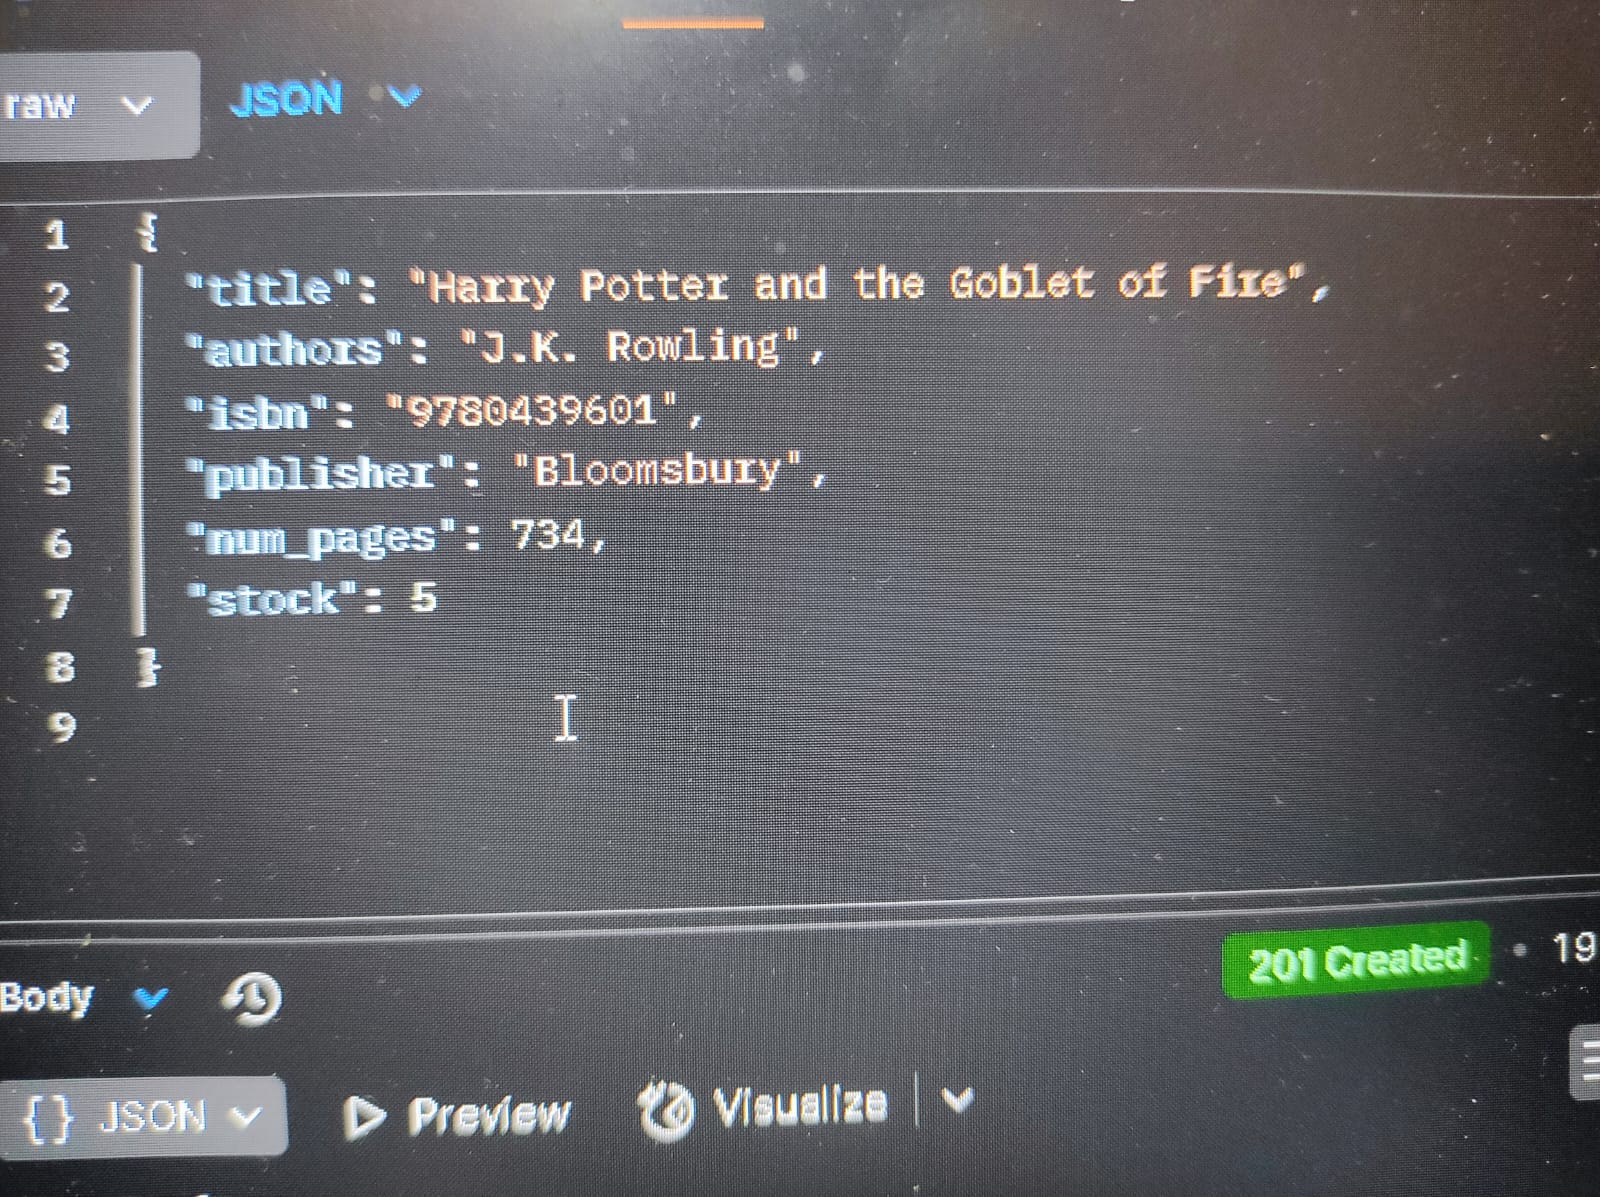 raw JSON
1 {
2 "title": "Harry Potter and the Goblet of Fire",
3 "authors": "J.K. Rowling",
4 "isbn": "9780439601",
5 "publisher": "Bloomsbury",
6 "num_pages": 734,
7 "stock": 5
8 }
9
Body 201 Created • 19
{} JSON Preview Visualize